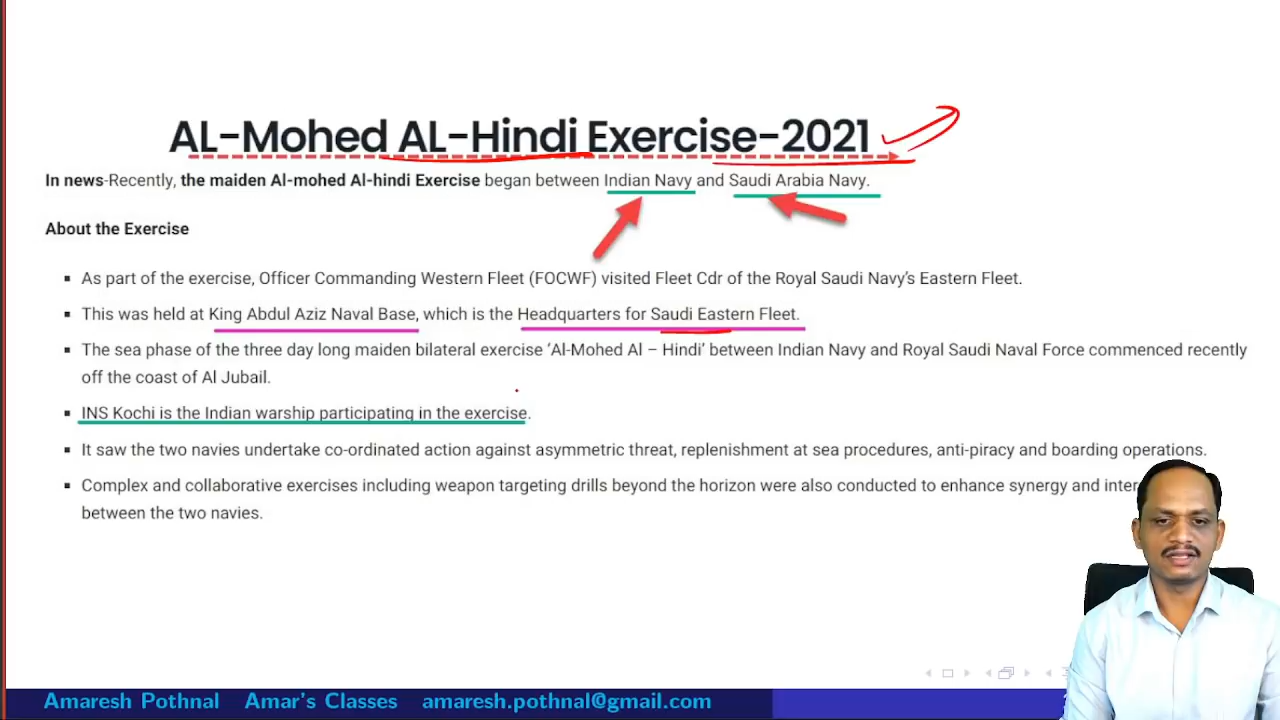 AL-Mohed AL-Hindi Exercise-2021
In news-Recently, the maiden Al-mohed Al-hindi Exercise began between Indian Navy and Saudi Arabia Navy.
About the Exercise
▪ As part of the exercise, Officer Commanding Western Fleet (FOCWF) visited Fleet Cdr of the Royal Saudi Navy's Eastern Fleet.
▪ This was held at King Abdul Aziz Naval Base, which is the Headquarters for Saudi Eastern Fleet.
▪ The sea phase of the three day long maiden bilateral exercise ‘Al-Mohed Al – Hindi’ between Indian Navy and Royal Saudi Naval Force commenced recently
off the coast of Al Jubail.
▪ INS Kochi is the Indian warship participating in the exercise.
▪ It saw the two navies undertake co-ordinated action against asymmetric threat, replenishment at sea procedures, anti-piracy and boarding operations.
▪ Complex and collaborative exercises including weapon targeting drills beyond the horizon were also conducted to enhance synergy and
between the two navies.
Amaresh Pothnal Amar's Classes amaresh.pothnal@gmail.com